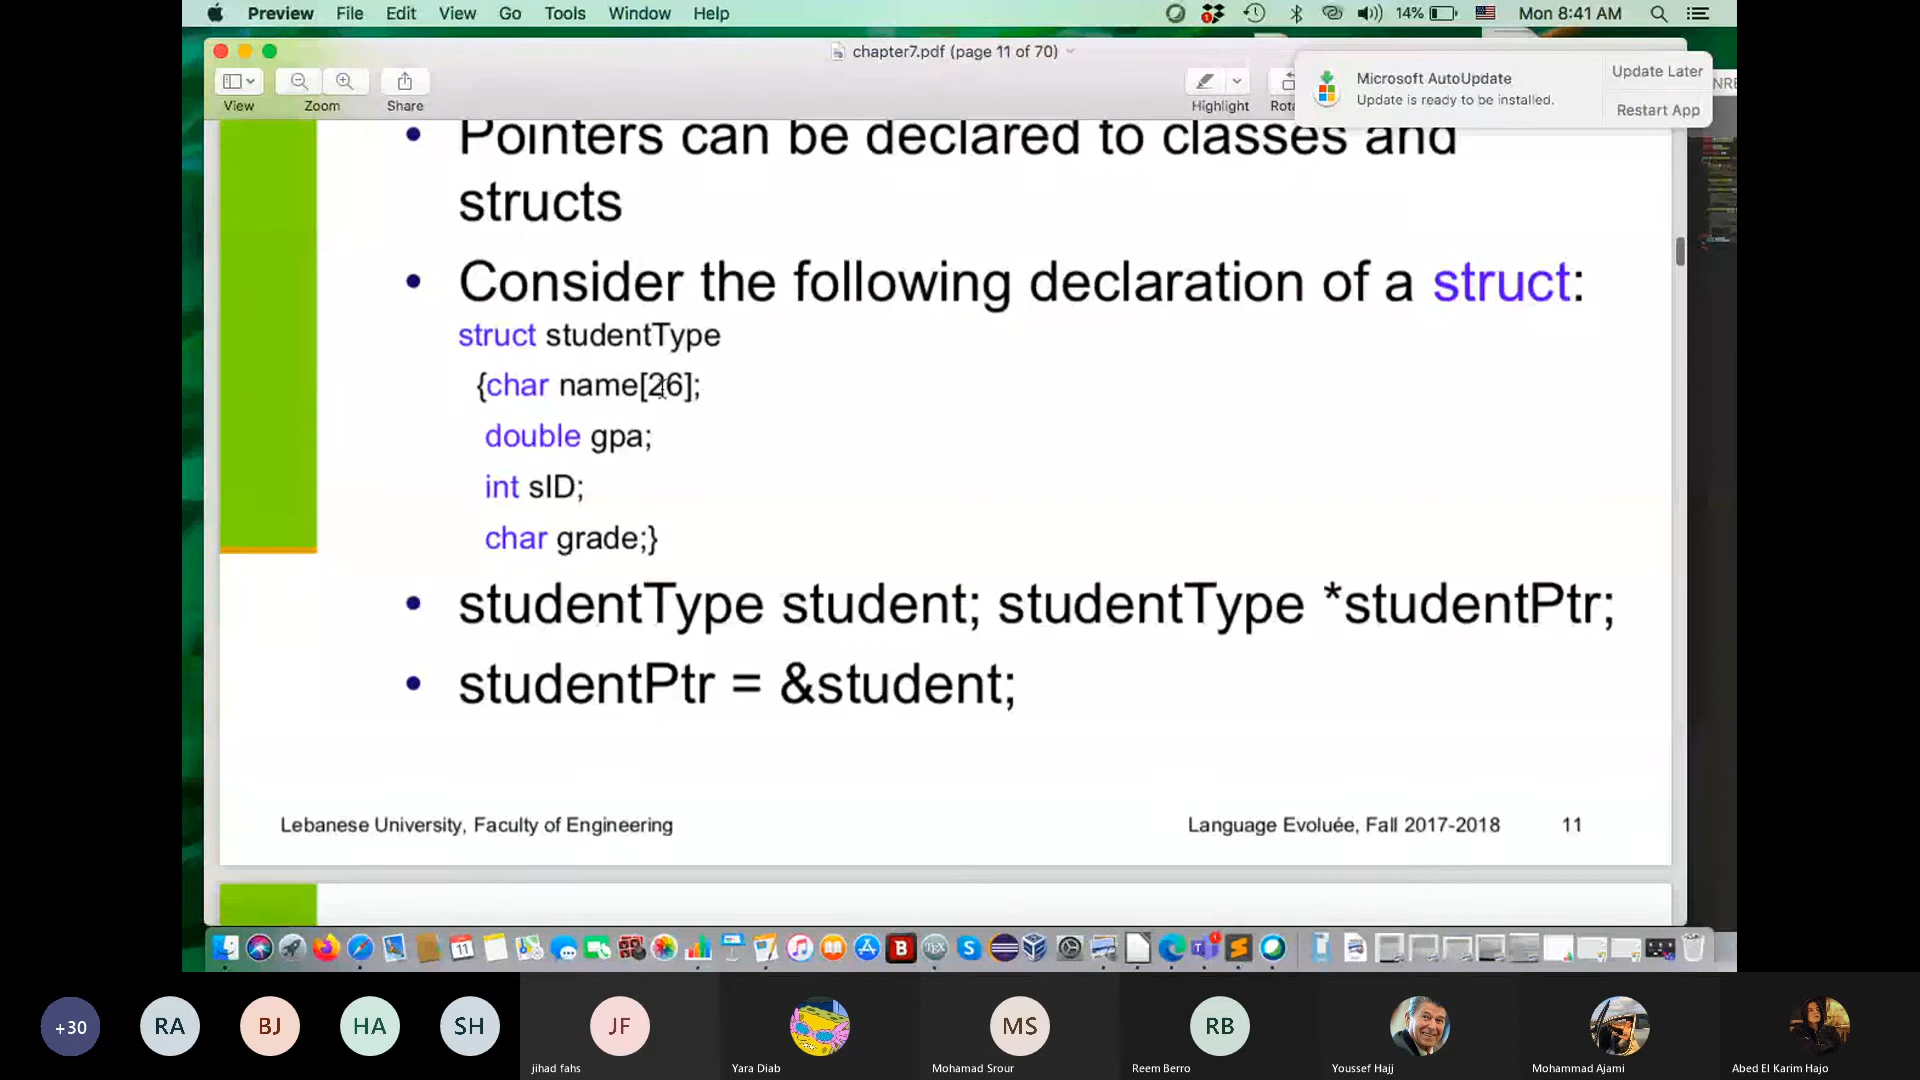 Preview File Edit View Go Tools Window Help
14% Mon 8:41 AM
chapter7.pdf (page 11 of 70)
View Zoom Share Highlight
Microsoft AutoUpdate
Update is ready to be installed.
Update Later
Restart App
• Pointers can be declared to classes and
structs
• Consider the following declaration of a struct:
struct studentType
{char name[26];
double gpa;
int sID;
char grade;}
• studentType student; studentType *studentPtr;
• studentPtr = &student;
Lebanese University, Faculty of Engineering
Language Evoluée, Fall 2017-2018 11
+30 RA BJ HA SH JF MS RB
jihad fahs Yara Diab Mohamad Srour Reem Berro Youssef Hajj Mohammad Ajami Abed El Karim Hajo